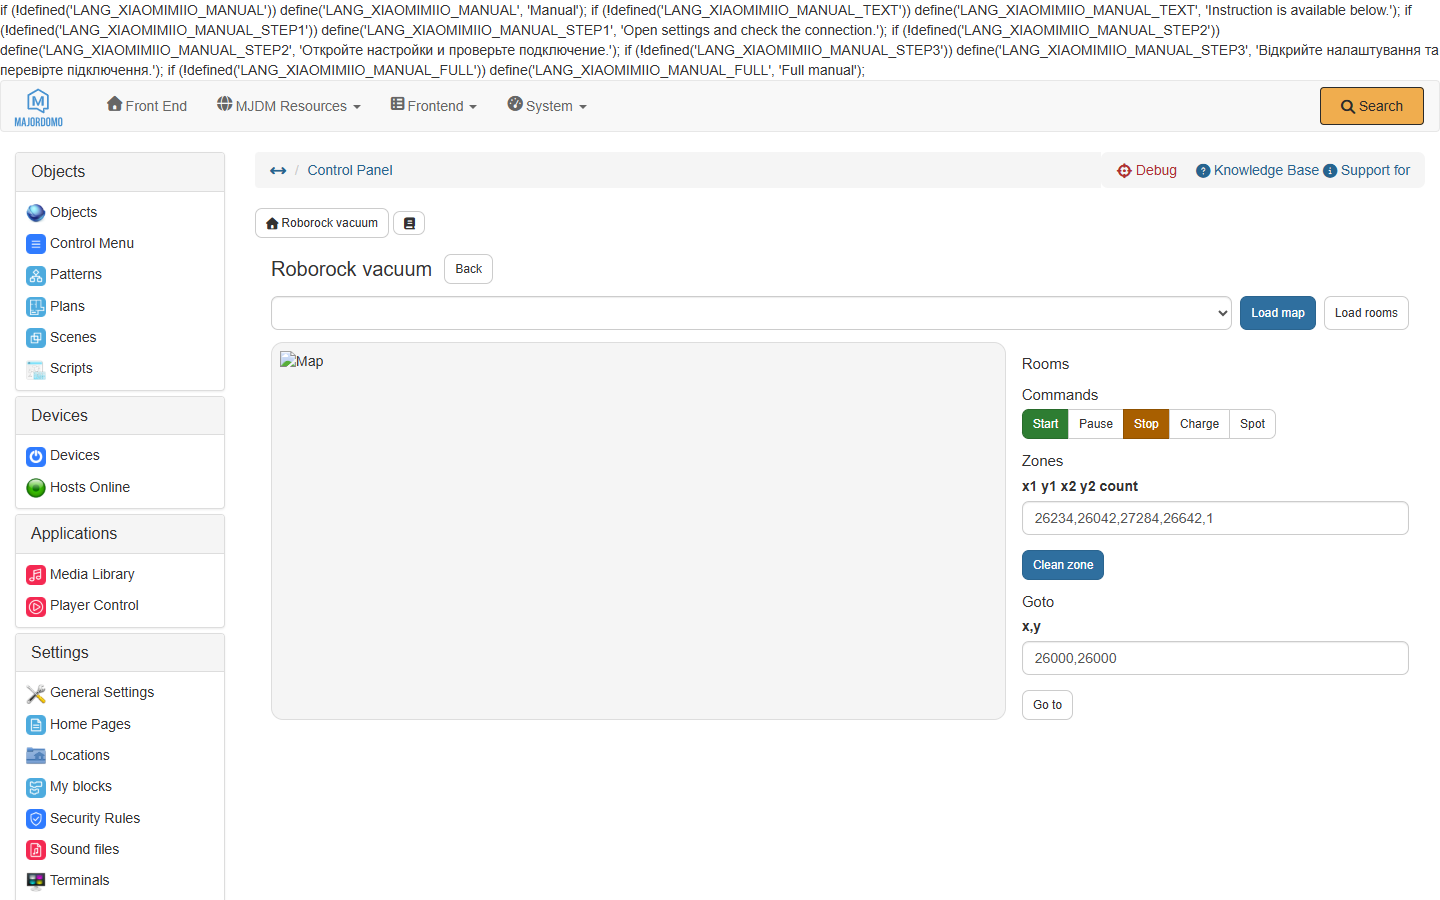 if (!defined('LANG_XIAOMIMIIO_MANUAL')) define('LANG_XIAOMIMIIO_MANUAL', 'Manual'); if (!defined('LANG_XIAOMIMIIO_MANUAL_TEXT')) define('LANG_XIAOMIMIIO_MANUAL_TEXT', 'Instruction is available below.'); if
(!defined('LANG_XIAOMIMIIO_MANUAL_STEP1')) define('LANG_XIAOMIMIIO_MANUAL_STEP1', 'Open settings and check the connection.'); if (!defined('LANG_XIAOMIMIIO_MANUAL_STEP2'))
define('LANG_XIAOMIMIIO_MANUAL_STEP2', 'Откройте настройки и проверьте подключение.'); if (!defined('LANG_XIAOMIMIIO_MANUAL_STEP3')) define('LANG_XIAOMIMIIO_MANUAL_STEP3', 'Відкрийте налаштування та
перевірте підключення.'); if (!defined('LANG_XIAOMIMIIO_MANUAL_FULL')) define('LANG_XIAOMIMIIO_MANUAL_FULL', 'Full manual');
MAJORDOMO
Front End
MJDM Resources
Frontend
System
Search
Objects
Objects
Control Menu
Patterns
Plans
Scenes
Scripts
Devices
Devices
Hosts Online
Applications
Media Library
Player Control
Settings
General Settings
Home Pages
Locations
My blocks
Security Rules
Sound files
Terminals
/ Control Panel
Debug
Knowledge Base
Support for
Roborock vacuum
Roborock vacuum
Back
Load map
Load rooms
Map
Rooms
Commands
Start
Pause
Stop
Charge
Spot
Zones
x1 y1 x2 y2 count
26234,26042,27284,26642,1
Clean zone
Goto
x,y
26000,26000
Go to